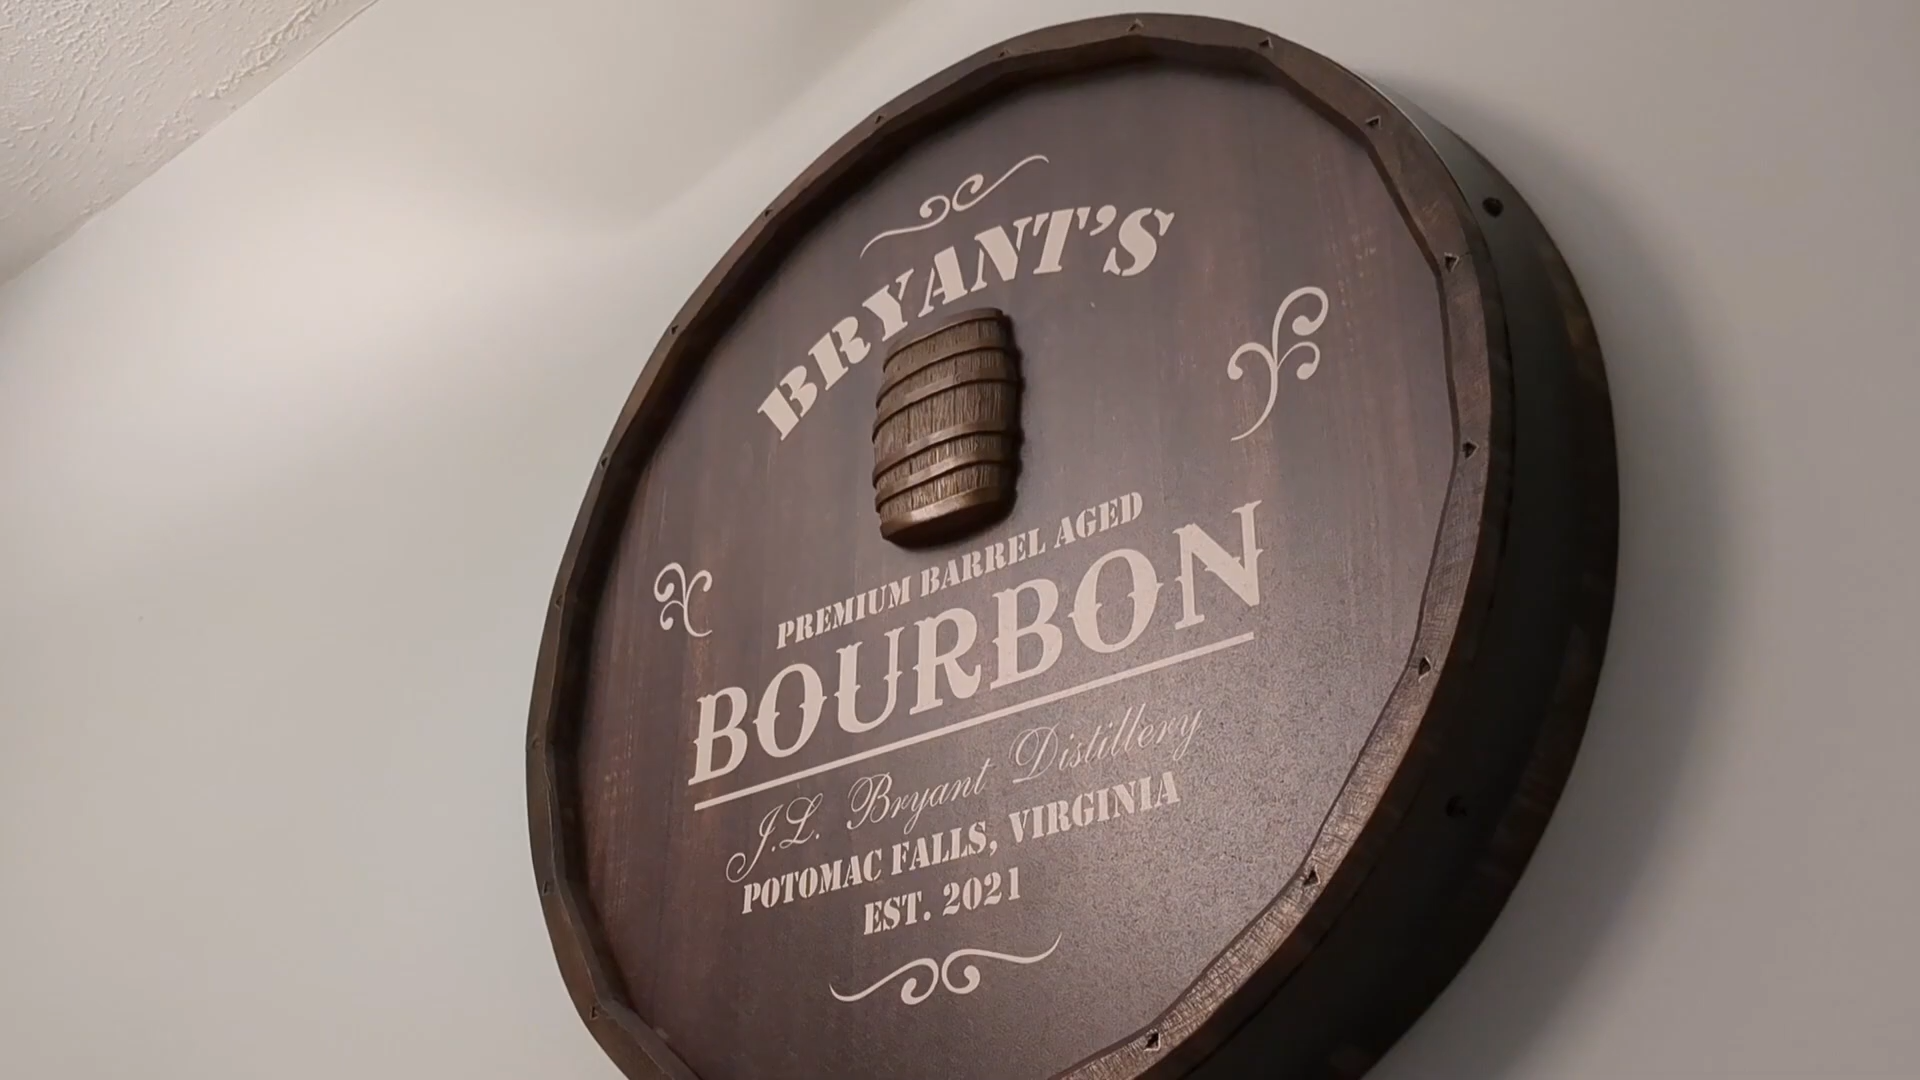 BRYANT'S
PREMIUM BARREL AGED
BOURBON
J.L. Bryant Distillery
POTOMAC FALLS, VIRGINIA
EST. 2021